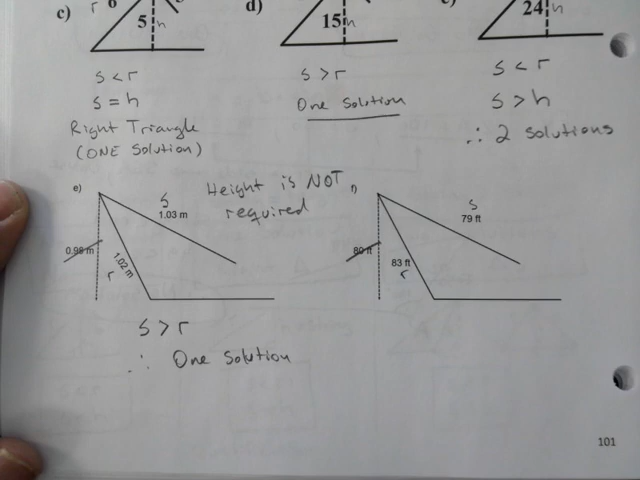 c) r 5 h
d) 15 h
24 h
s < r
s = h
Right Triangle
(ONE Solution)
s > r
One Solution
s < r
s > h
∴ 2 solutions
e) s 1.03 m
0.98 m
1.02 m
r
Height is NOT
required
s
79 ft
80 ft
83 ft
r
s > r
∴ One Solution
101